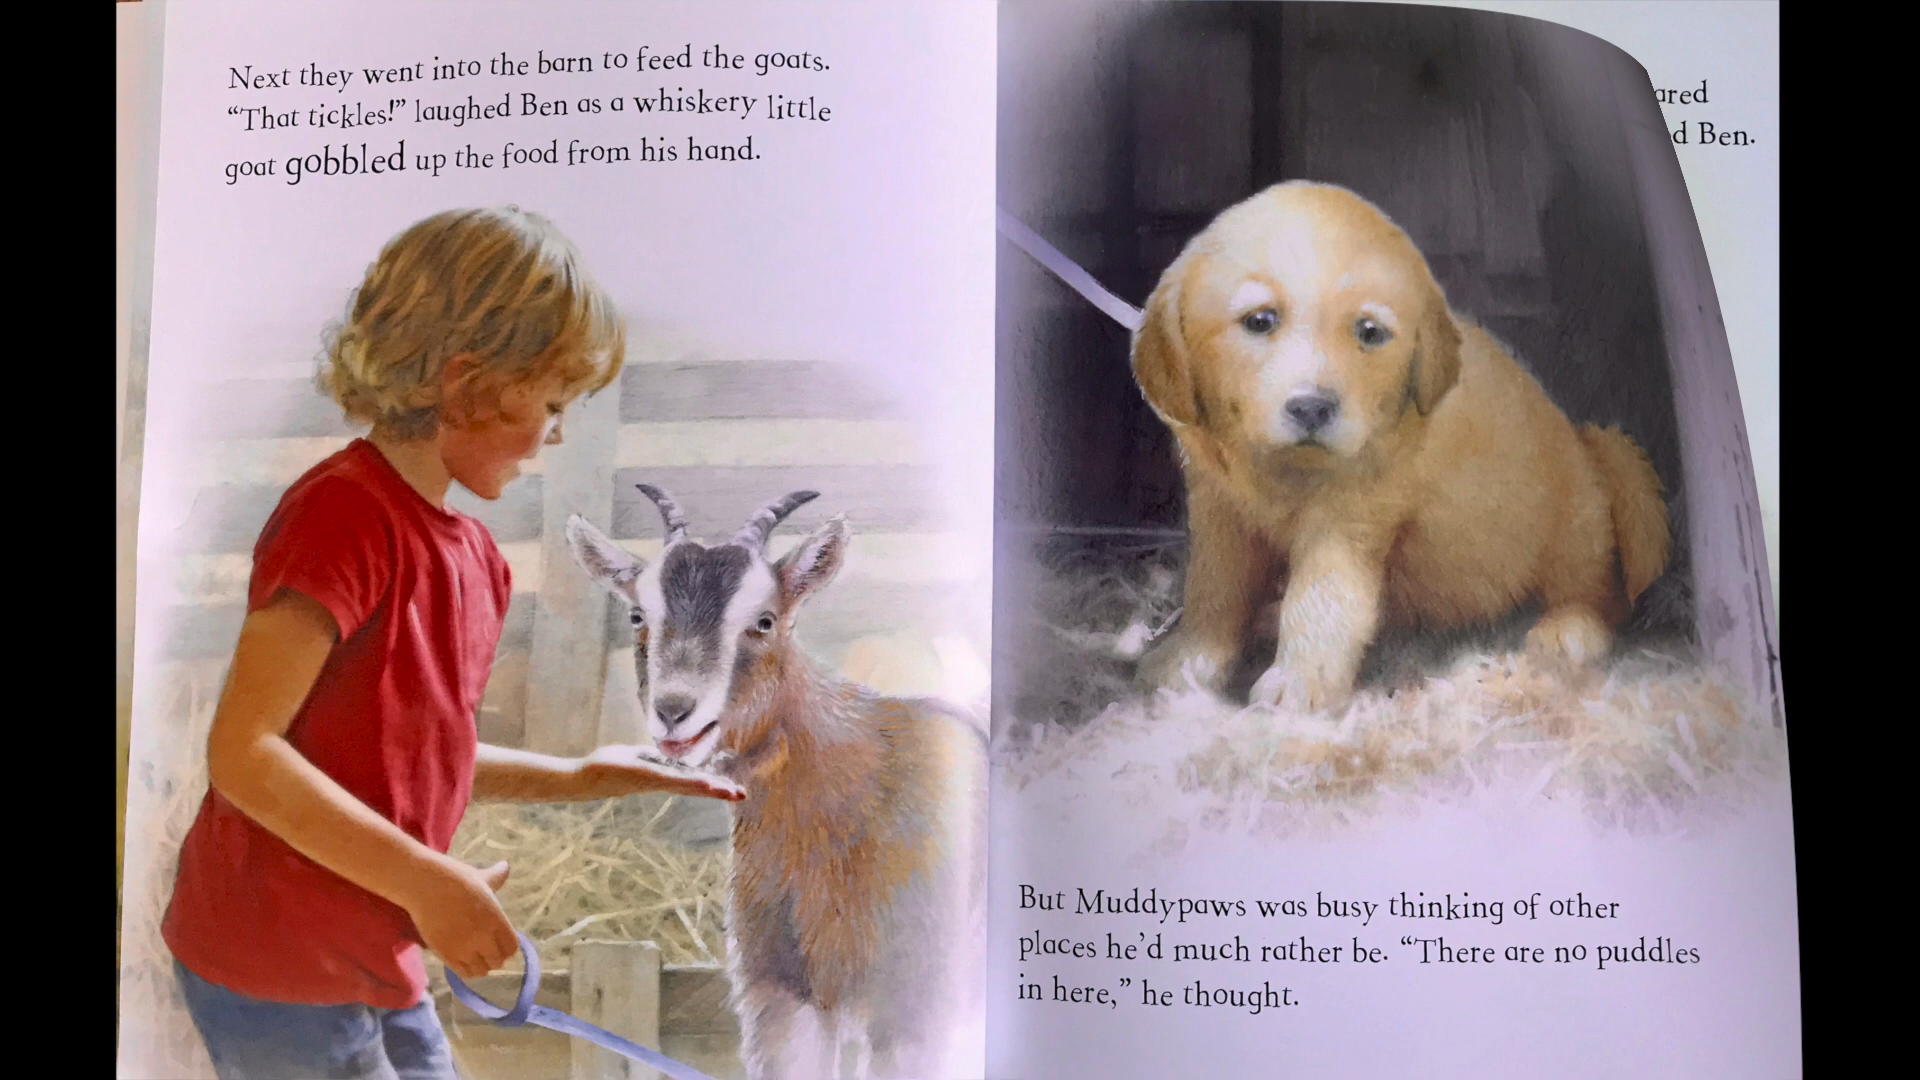 Next they went into the barn to feed the goats.
“That tickles!” laughed Ben as a whiskery little
goat gobbled up the food from his hand.
But Muddypaws was busy thinking of other
places he’d much rather be. “There are no puddles
in here,” he thought.
Ben.